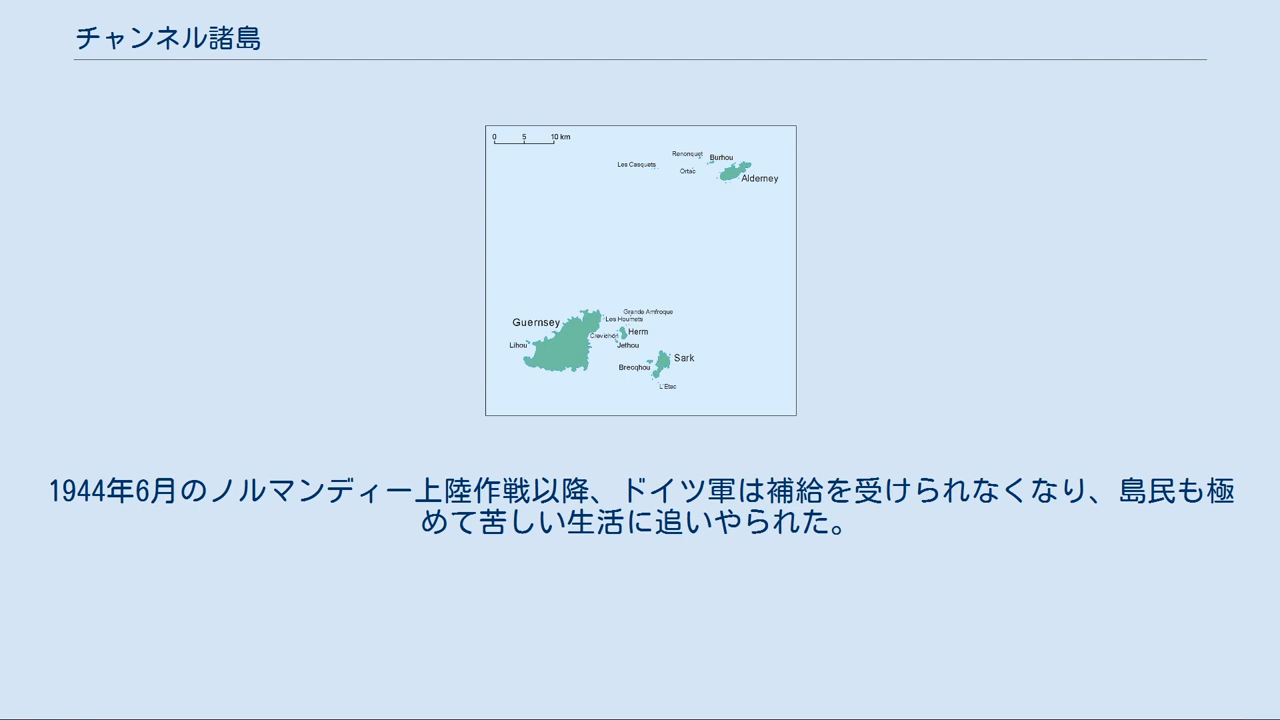 チャンネル諸島
0 5 10 km
Renonquet
Burhou
Les Casquets
Ortac
Alderney
Grande Amfroque
Guernsey
Les Houmets
Herm
Crevichon
Lihou
Jethou
Sark
Brecqhou
L'Etac
1944年6月のノルマンディー上陸作戦以降、ドイツ軍は補給を受けられなくなり、島民も極
めて苦しい生活に追いやられた。